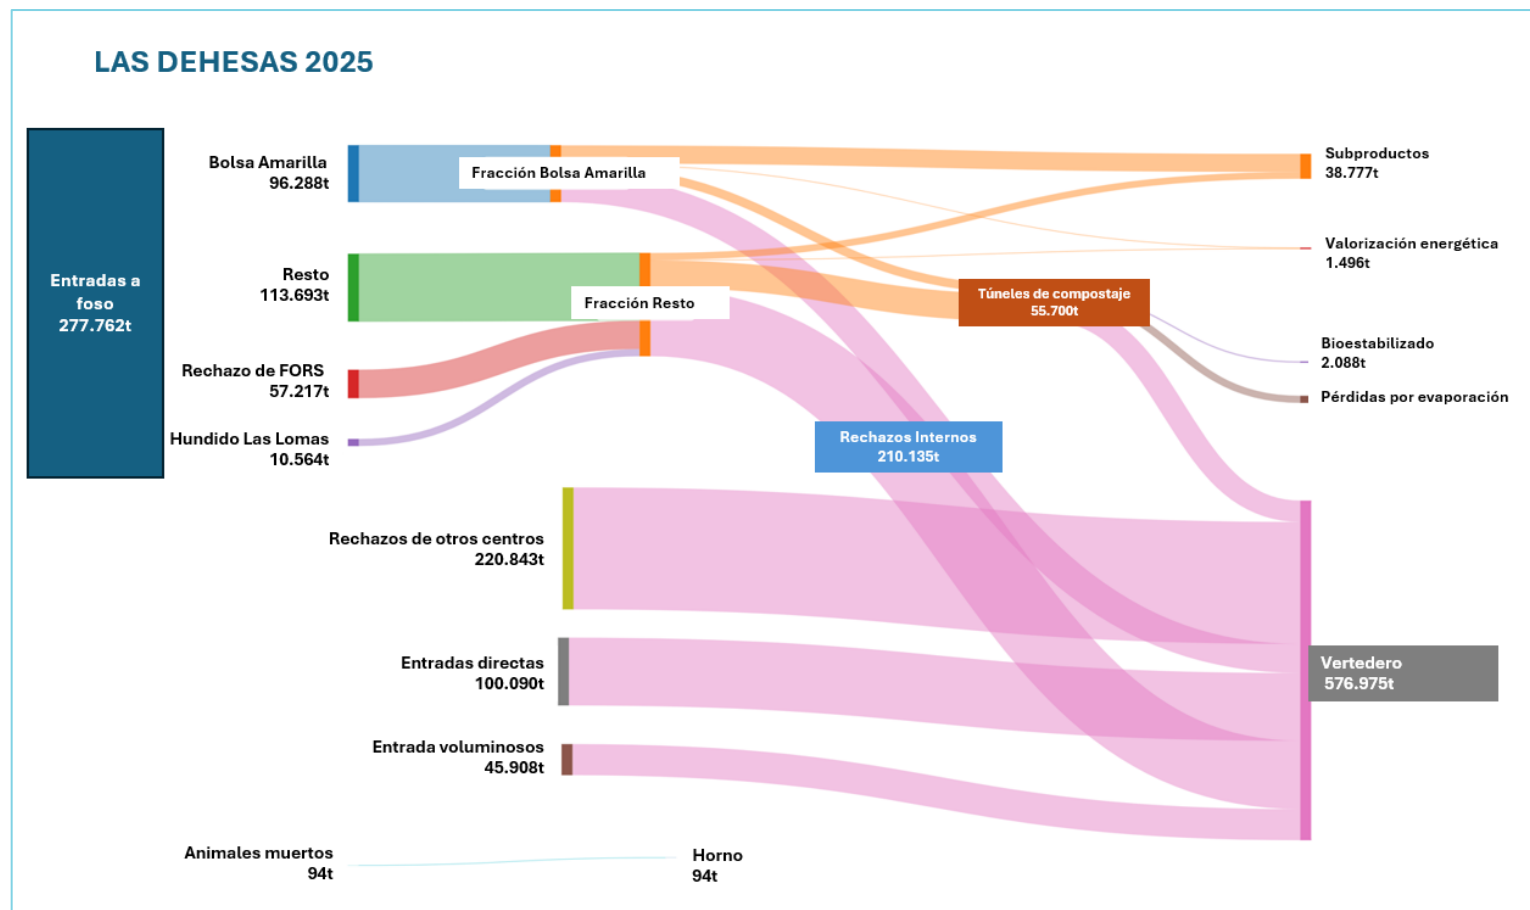 LAS DEHESAS 2025
Entradas a
foso
277.762t
Bolsa Amarilla
96.288t
Fracción Bolsa Amarilla
Subproductos
38.777t
Valorización energética
1.496t
Resto
113.693t
Fracción Resto
Túneles de compostaje
55.700t
Bioestabilizado
2.088t
Pérdidas por evaporación
Rechazo de FORS
57.217t
Hundido Las Lomas
10.564t
Rechazos Internos
210.135t
Rechazos de otros centros
220.843t
Entradas directas
100.090t
Vertedero
576.975t
Entrada voluminosos
45.908t
Animales muertos
94t
Horno
94t